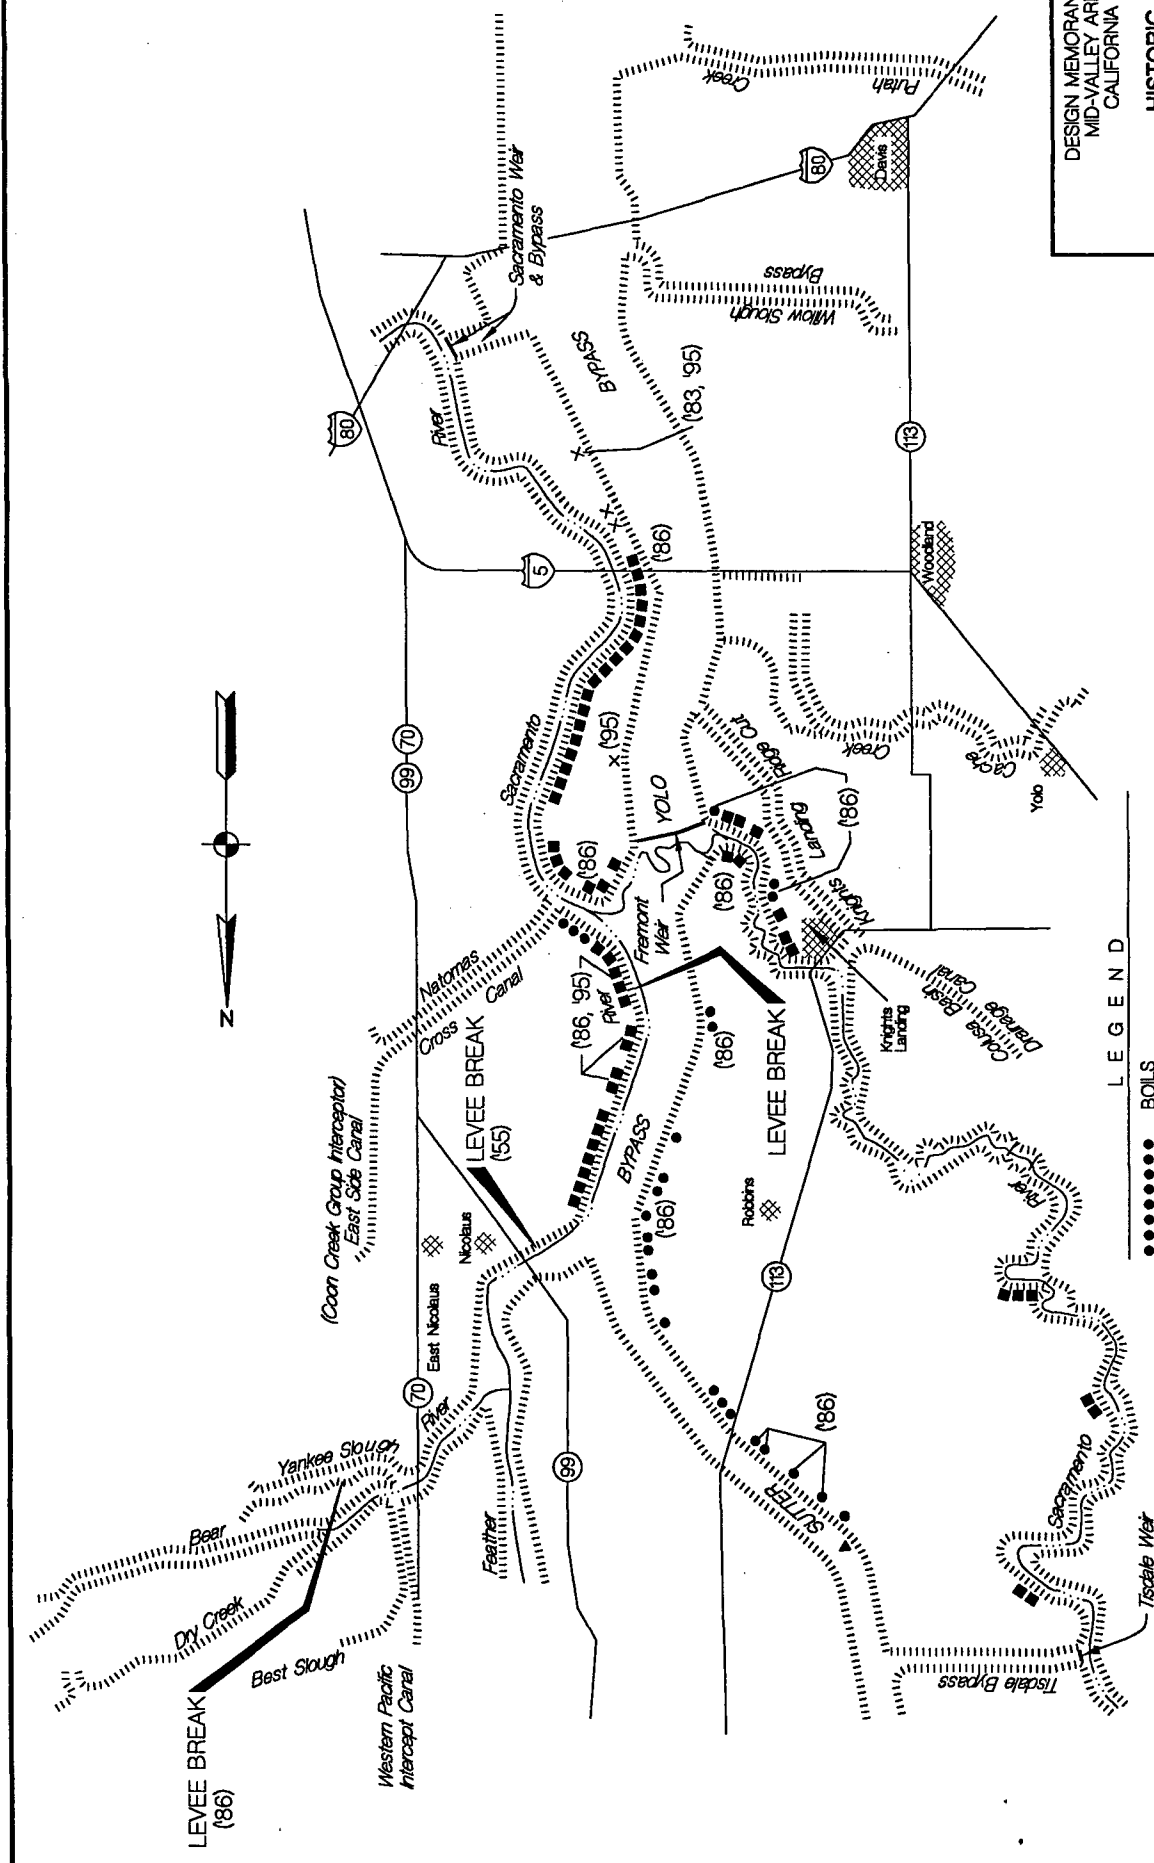 DESIGN MEMORAN
MID-VALLEY AR
CALIFORNIA
HISTORIC
N
Creek
Putah
Davis
80
Sacramento Weir
& Bypass
Bypass
Willow Slough
BYPASS
('83, '95)
River
80
113
5
('86)
Woodland
Sacramento
('95)
99
70
YOLO
Ridge Cut
Landing
Knights
('86)
Creek
Cache
Yolo
('86)
Fremont
Weir
('86)
Natomas
Cross Canal
('86, '95)
River
Knights
Landing
Colusa Basin
Drainage Canal
LEVEE BREAK
('55)
LEVEE BREAK
('86)
(Coon Creek Group Interceptor)
East Side Canal
East Nicolaus
Nicolaus
BYPASS
('86)
Robbins
113
River
70
River
Yankee Slough
99
Feather
SUTTER
('86)
Sacramento
Bear
Dry Creek
Best Slough
Western Pacific
Intercept Canal
LEVEE BREAK
('86)
Tisdale Bypass
Tisdale Weir
LEGEND
BOILS